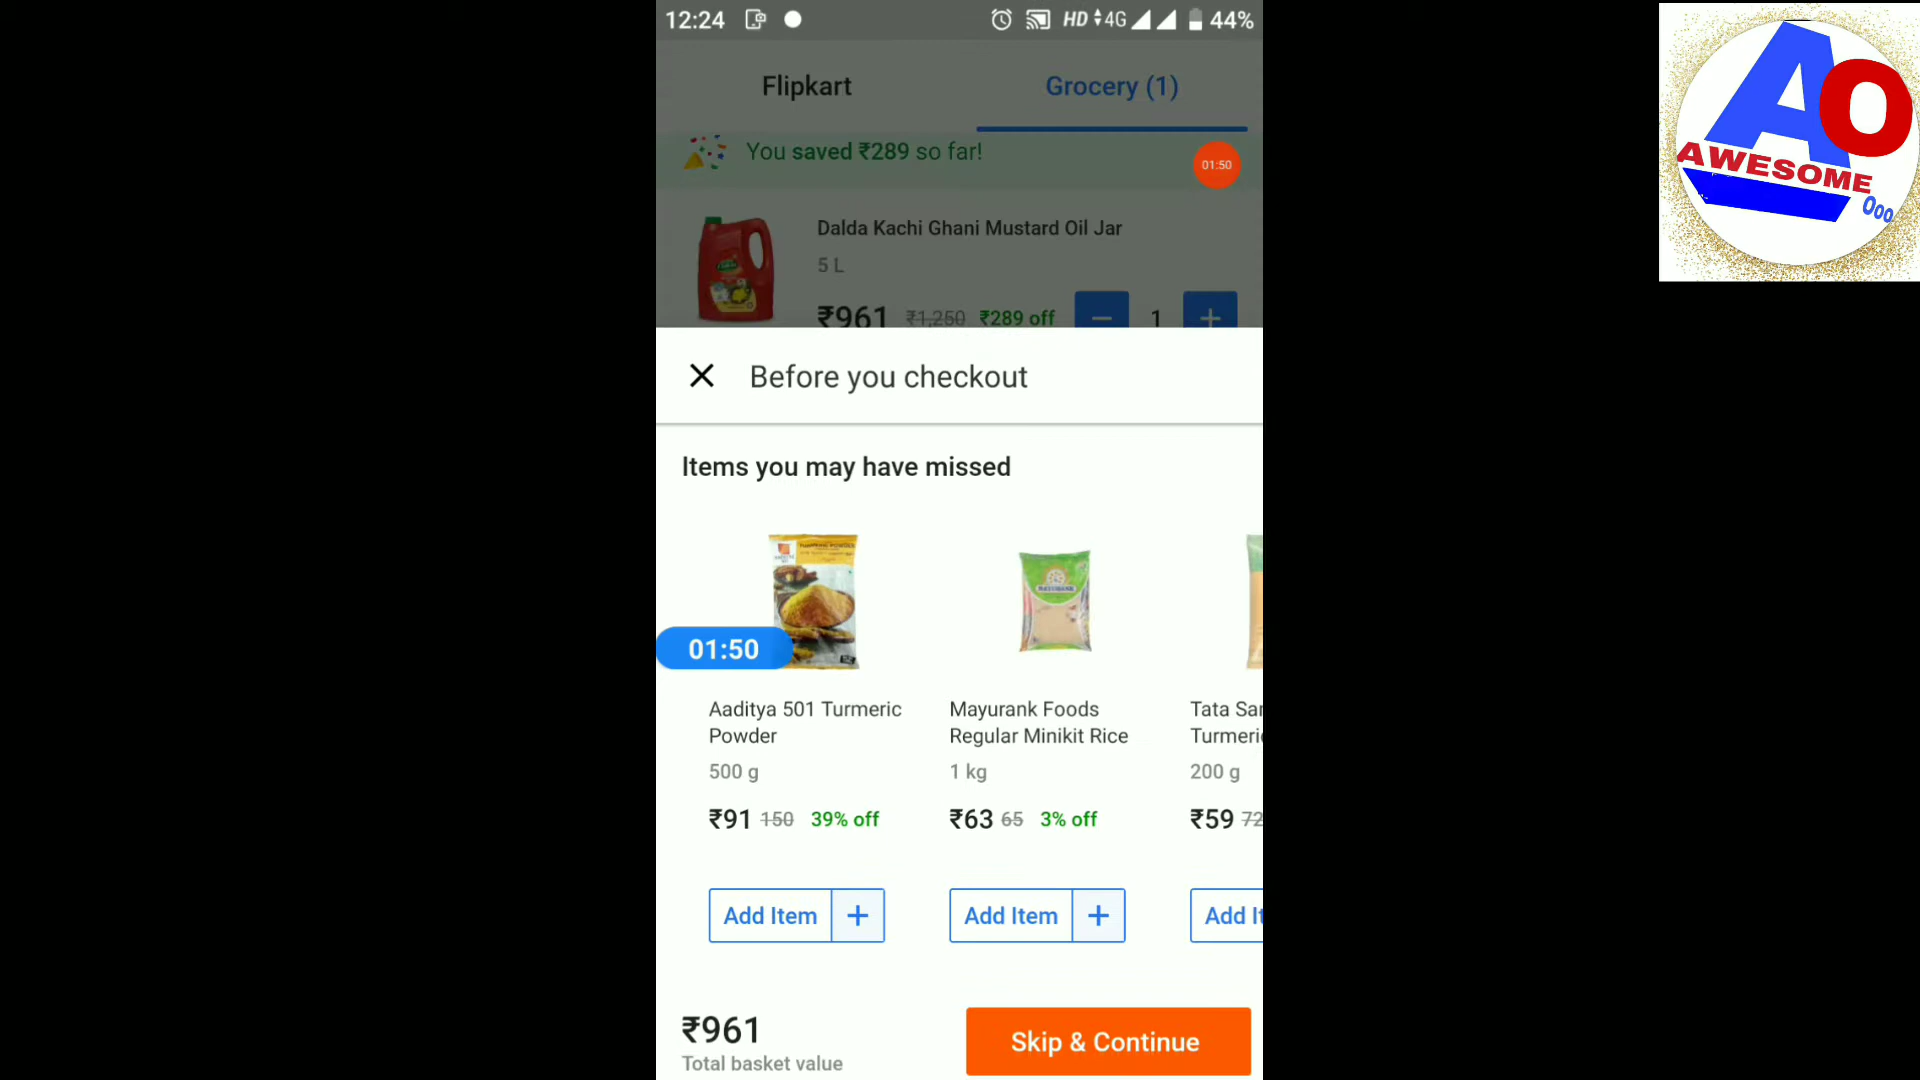 12:24
HD 4G 44%
Flipkart
Grocery (1)
You saved ₹289 so far!
01:50
Dalda Kachi Ghani Mustard Oil Jar
5 L
₹961 ₹1,250 ₹289 off
1
Before you checkout
Items you may have missed
01:50
Aaditya 501 Turmeric
Powder
500 g
₹91 150 39% off
Add Item +
Mayurank Foods
Regular Minikit Rice
1 kg
₹63 65 3% off
Add Item +
Tata Sa
Turmeri
200 g
₹59 72
Add It
₹961
Total basket value
Skip & Continue
AO
AWESOME
Ooo